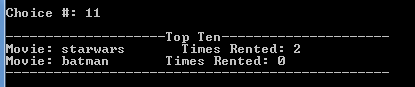 Choice #: 11
---------------------Top Ten----------------------
Movie: starwars       Times Rented: 2
Movie: batman       Times Rented: 0
--------------------------------------------------